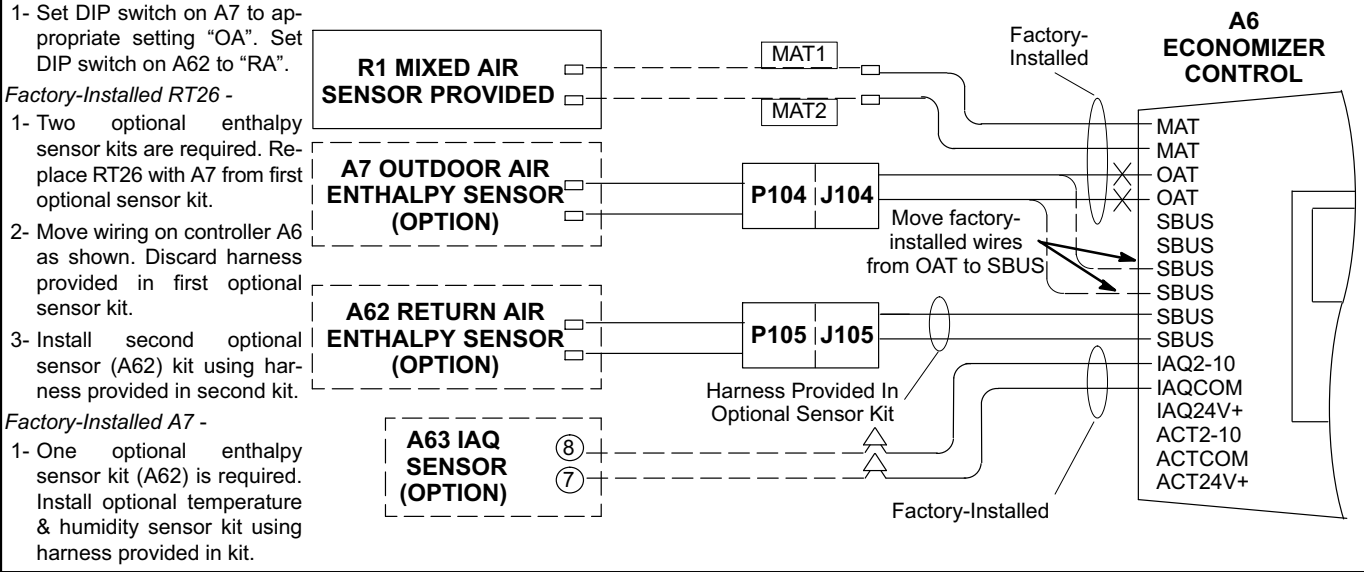 1- Set DIP switch on A7 to ap-
propriate setting “OA”. Set
DIP switch on A62 to “RA”.
Factory-Installed RT26 -
1- Two optional enthalpy
sensor kits are required. Re-
place RT26 with A7 from first
optional sensor kit.
2- Move wiring on controller A6
as shown. Discard harness
provided in first optional
sensor kit.
3- Install second optional
sensor (A62) kit using har-
ness provided in second kit.
Factory-Installed A7 -
1- One optional enthalpy
sensor kit (A62) is required.
Install optional temperature
& humidity sensor kit using
harness provided in kit.
R1 MIXED AIR
SENSOR PROVIDED
MAT1
MAT2
A7 OUTDOOR AIR
ENTHALPY SENSOR
(OPTION)
P104 J104
A62 RETURN AIR
ENTHALPY SENSOR
(OPTION)
P105 J105
A63 IAQ
SENSOR
(OPTION)
8
7
Factory-
Installed
Move factory-
installed wires
from OAT to SBUS
Harness Provided In
Optional Sensor Kit
Factory-Installed
A6
ECONOMIZER
CONTROL
MAT
MAT
OAT
OAT
SBUS
SBUS
SBUS
SBUS
SBUS
SBUS
IAQ2-10
IAQCOM
IAQ24V+
ACT2-10
ACTCOM
ACT24V+